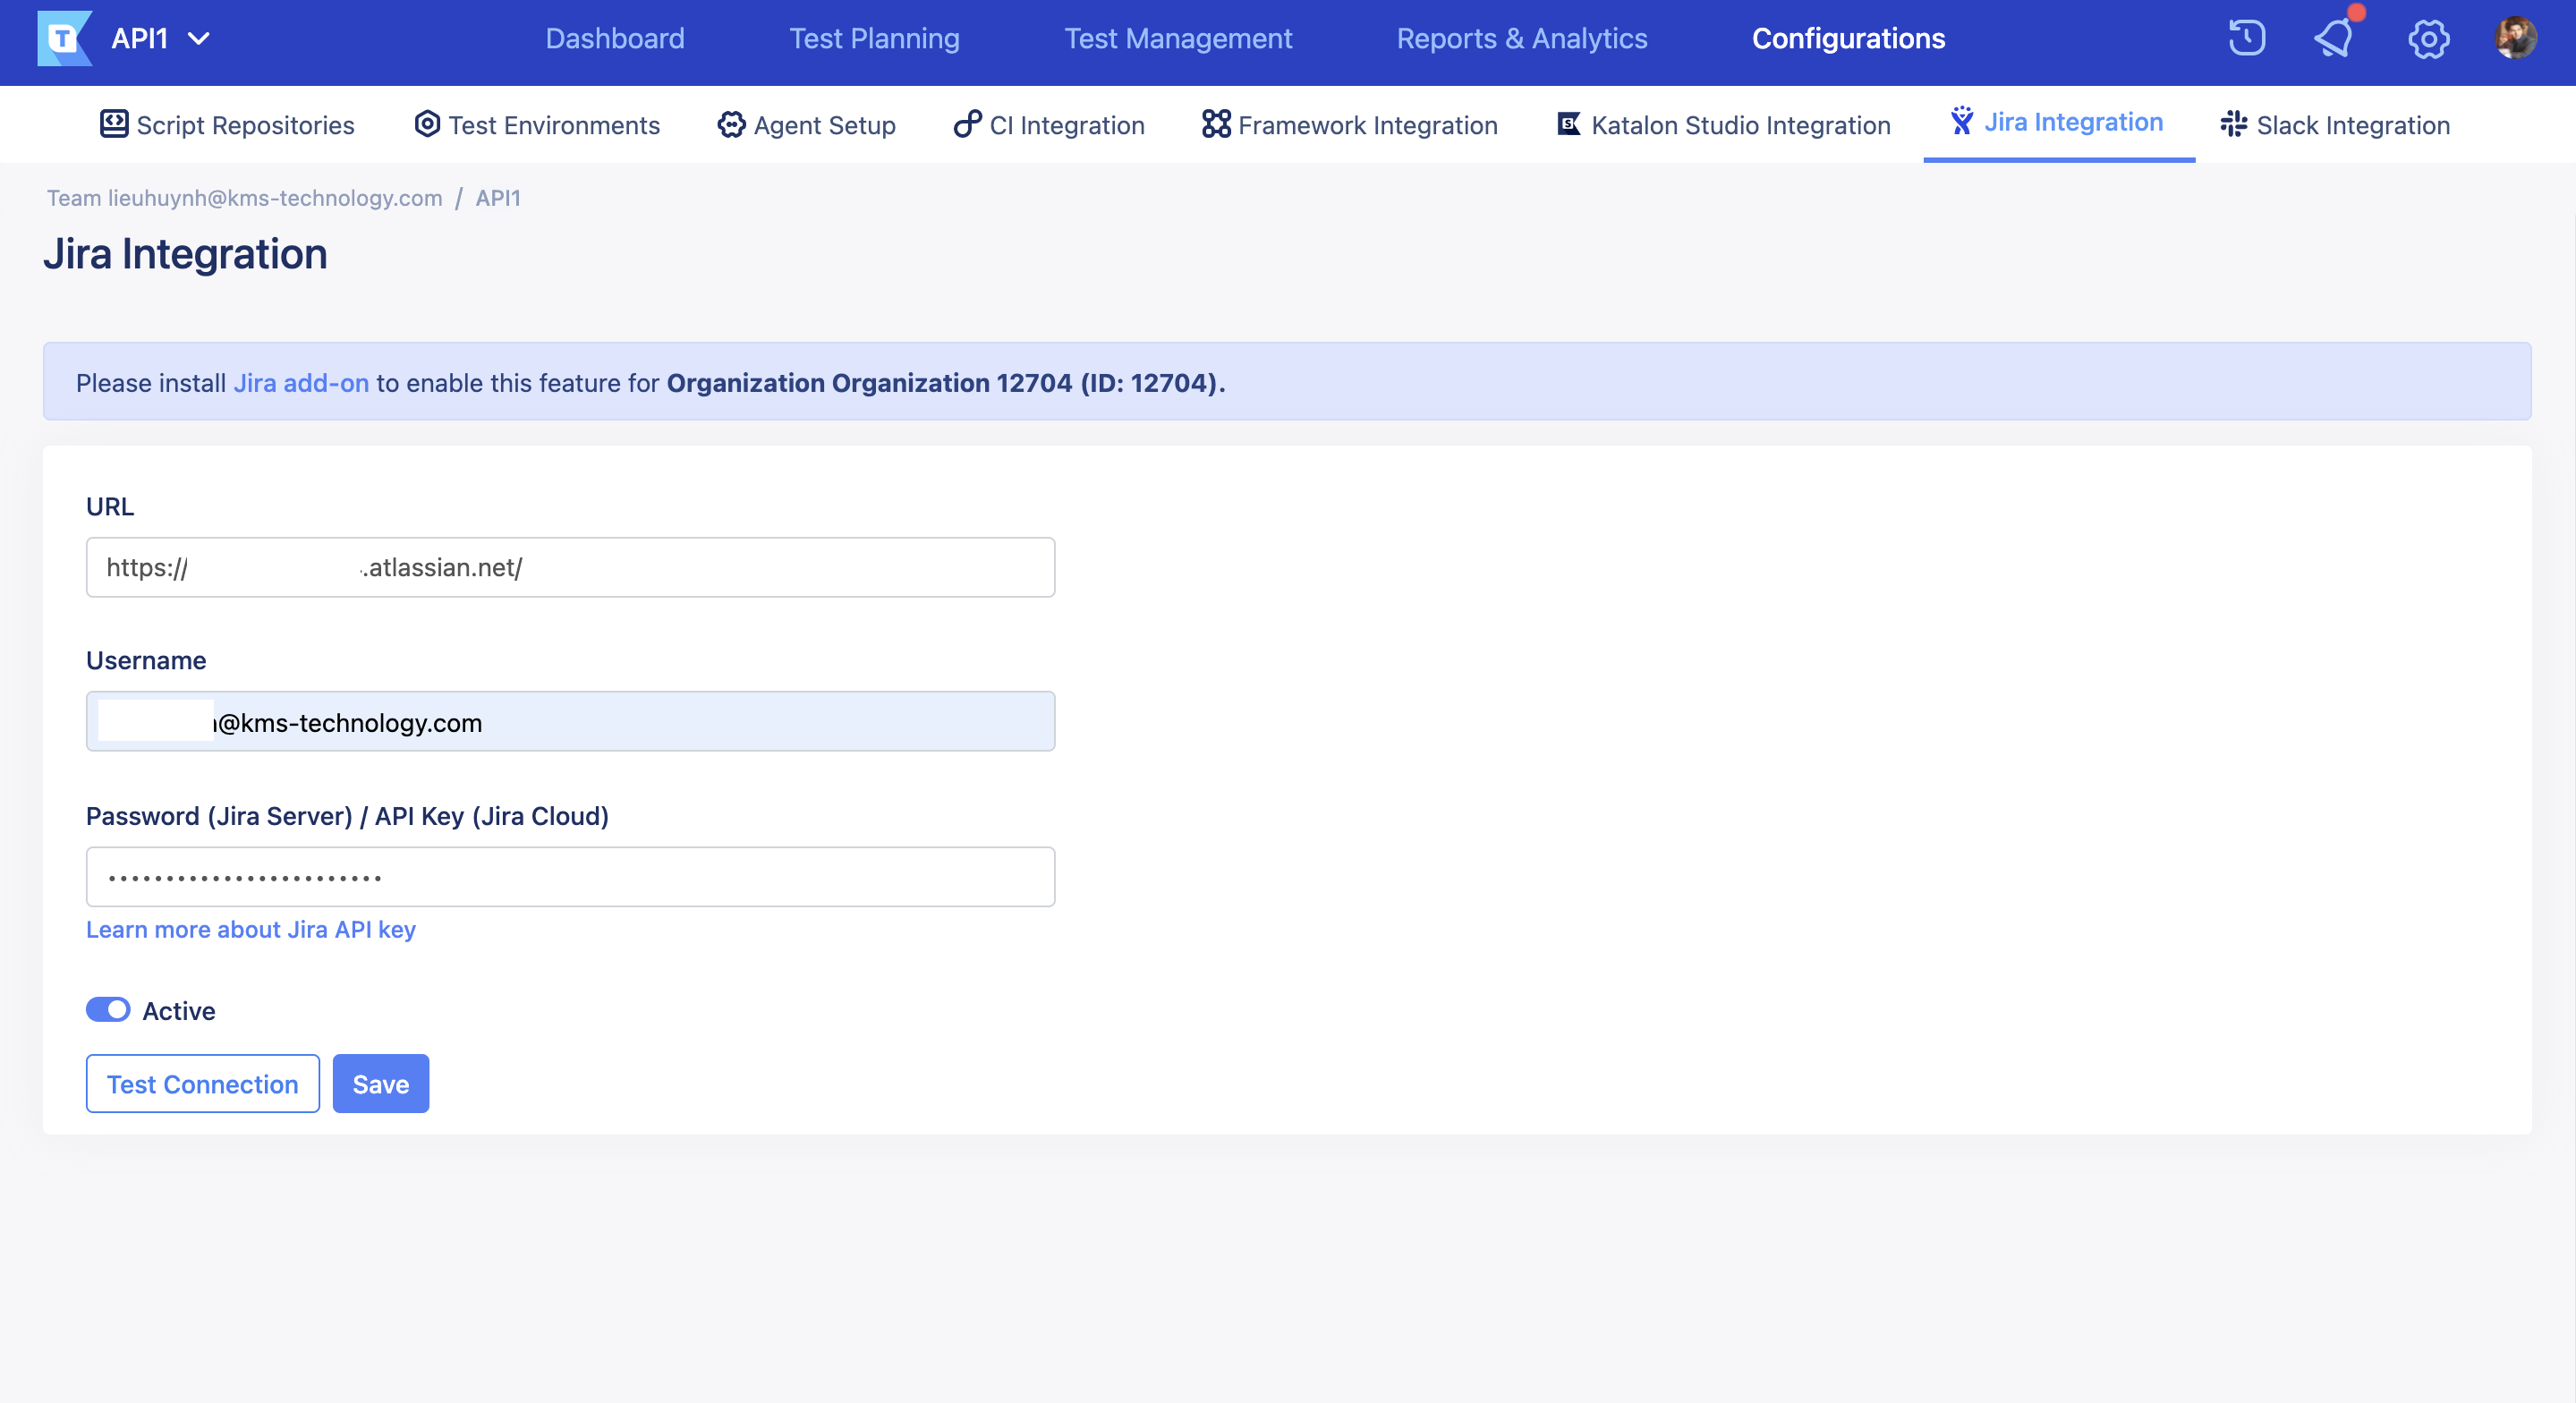 API1
Dashboard
Test Planning
Test Management
Reports & Analytics
Configurations
Script Repositories
Test Environments
Agent Setup
CI Integration
Framework Integration
Katalon Studio Integration
Jira Integration
Slack Integration
Team lieuhuynh@kms-technology.com / API1
Jira Integration
Please install Jira add-on to enable this feature for Organization Organization 12704 (ID: 12704).
URL
https:// .atlassian.net/
Username
@kms-technology.com
Password (Jira Server) / API Key (Jira Cloud)
Learn more about Jira API key
Active
Test Connection
Save